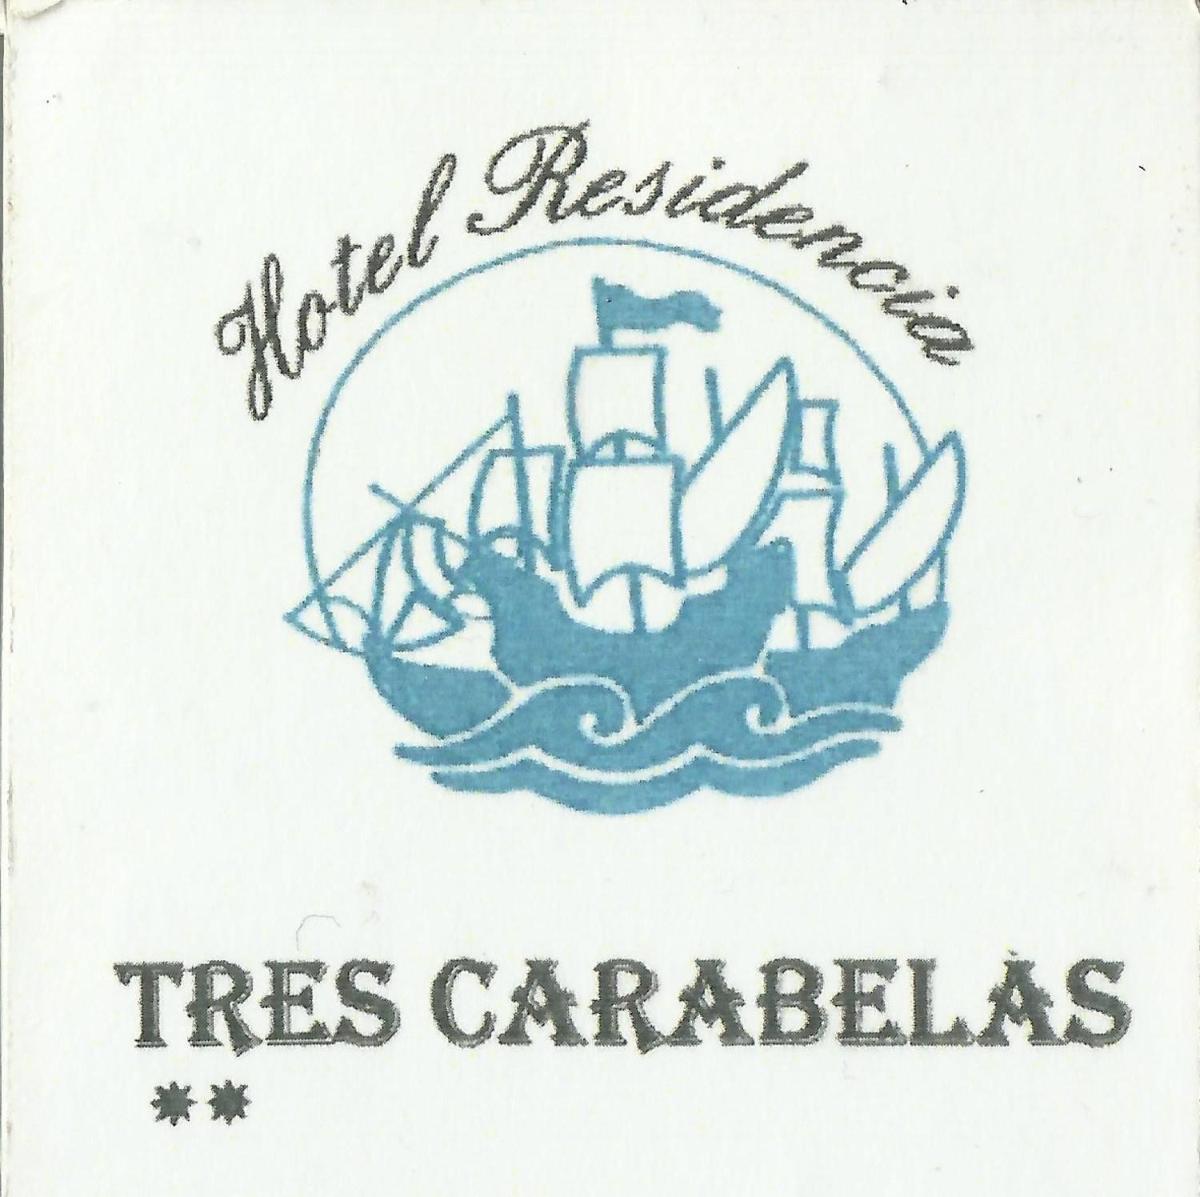 Hotel Residencia
TRES CARABELAS
**